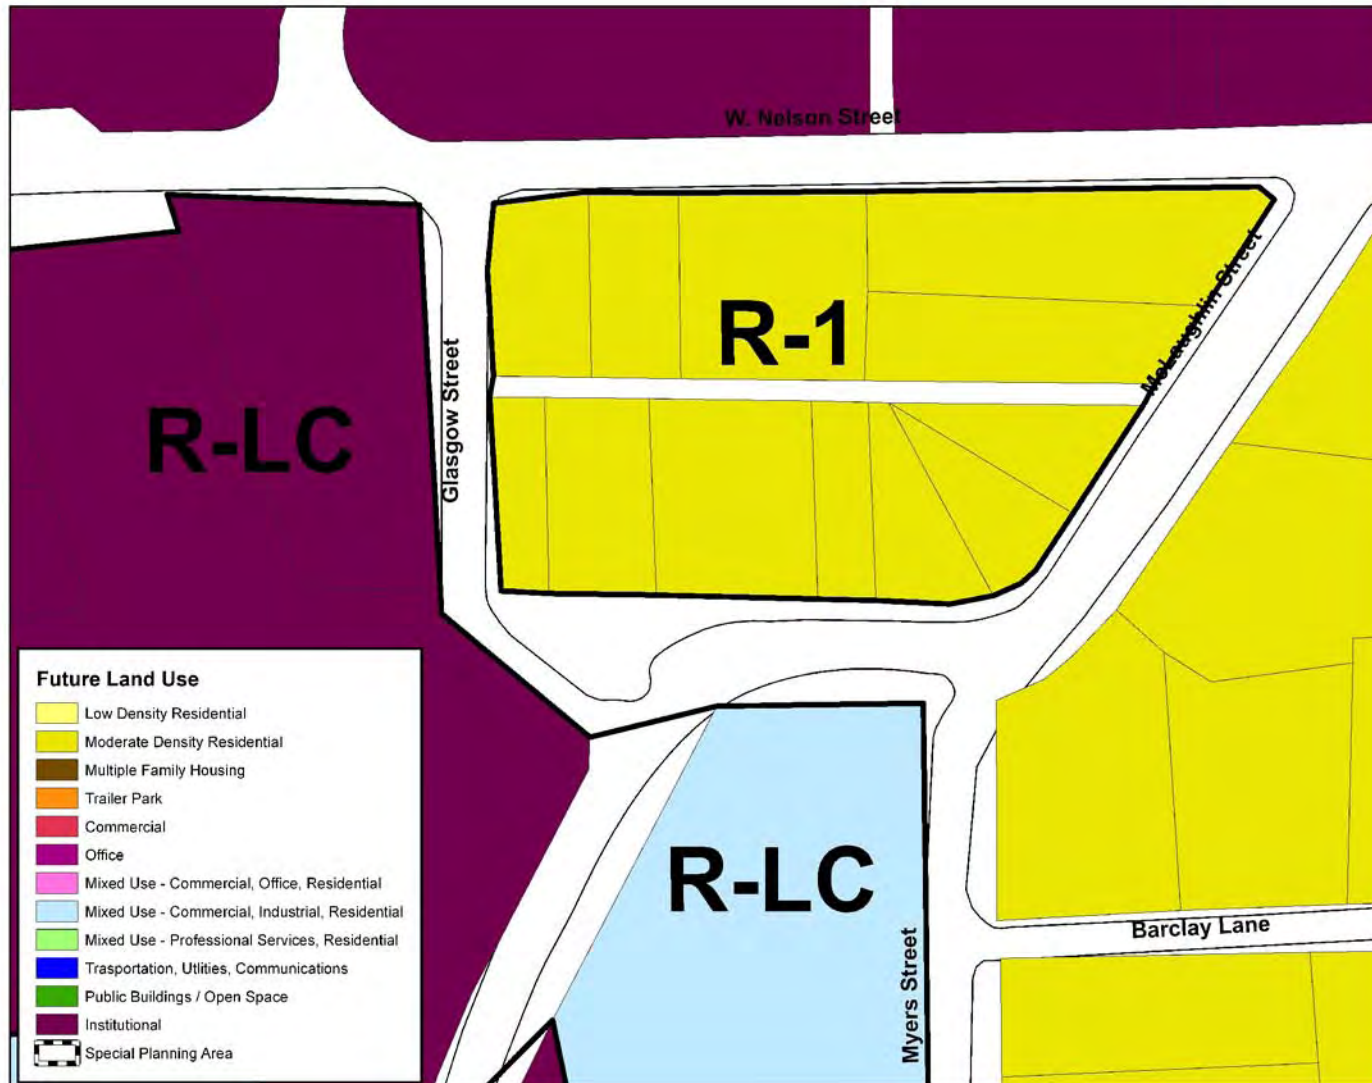 W. Nelson Street
R-1
McLaughlin Street
Glasgow Street
R-LC
Future Land Use
Low Density Residential
Moderate Density Residential
Multiple Family Housing
Trailer Park
Commercial
Office
Mixed Use - Commercial, Office, Residential
Mixed Use - Commercial, Industrial, Residential
Mixed Use - Professional Services, Residential
Trasportation, Utlities, Communications
Public Buildings / Open Space
Institutional
Special Planning Area
R-LC
Myers Street
Barclay Lane